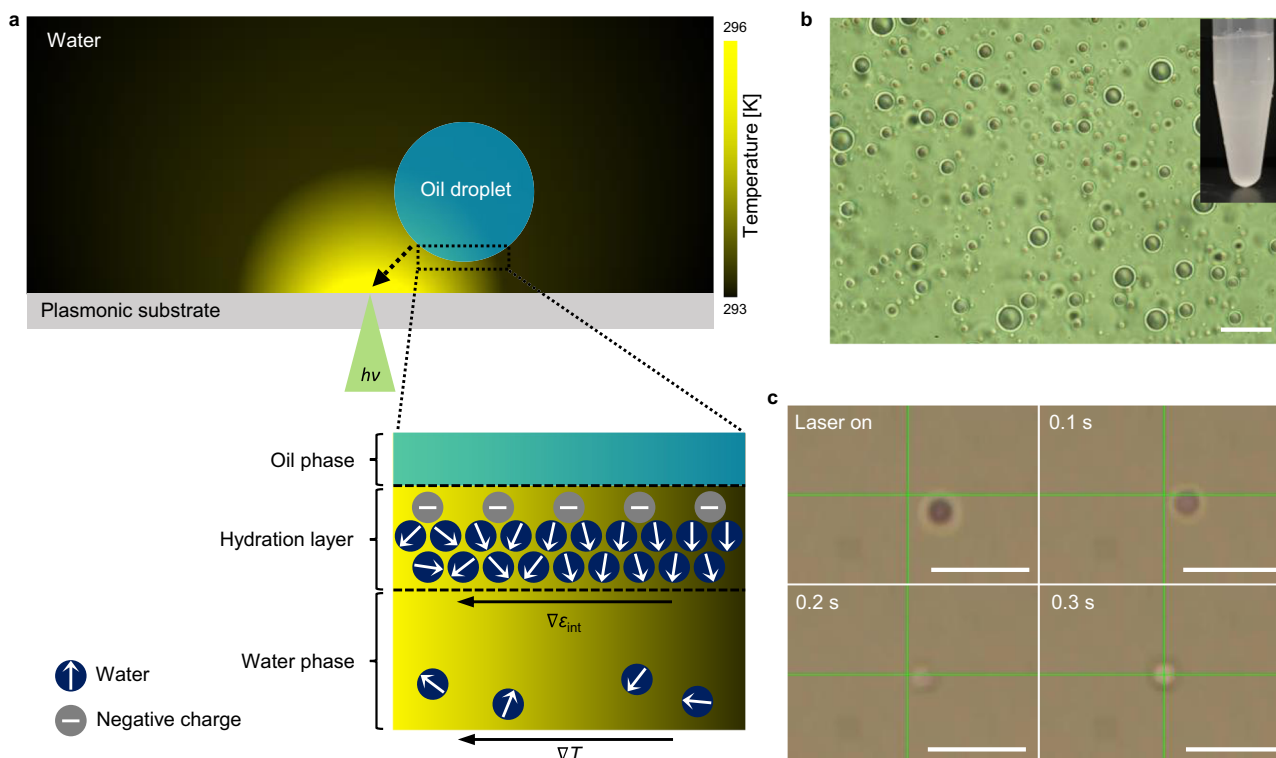 a
Water
Oil droplet
Plasmonic substrate
hν
296
Temperature [K]
293
Oil phase
Hydration layer
Water phase
∇ε_int
∇T
Water
Negative charge
b
c
Laser on
0.1 s
0.2 s
0.3 s